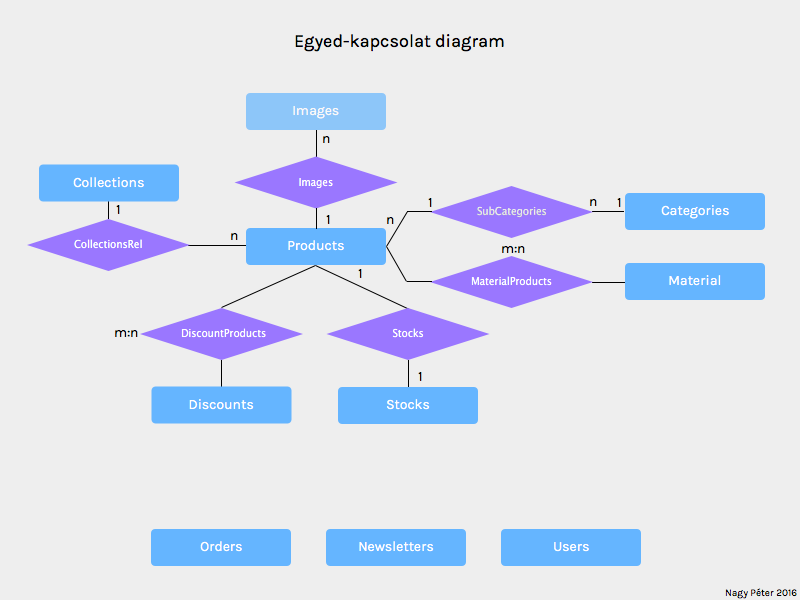 Egyed-kapcsolat diagram
Images
n
Images
1
Collections
1
CollectionsRel
n
Products
n
1
SubCategories
n
1
Categories
m:n
MaterialProducts
Material
1
m:n
DiscountProducts
Stocks
1
Discounts
Stocks
Orders
Newsletters
Users
Nagy Péter 2016